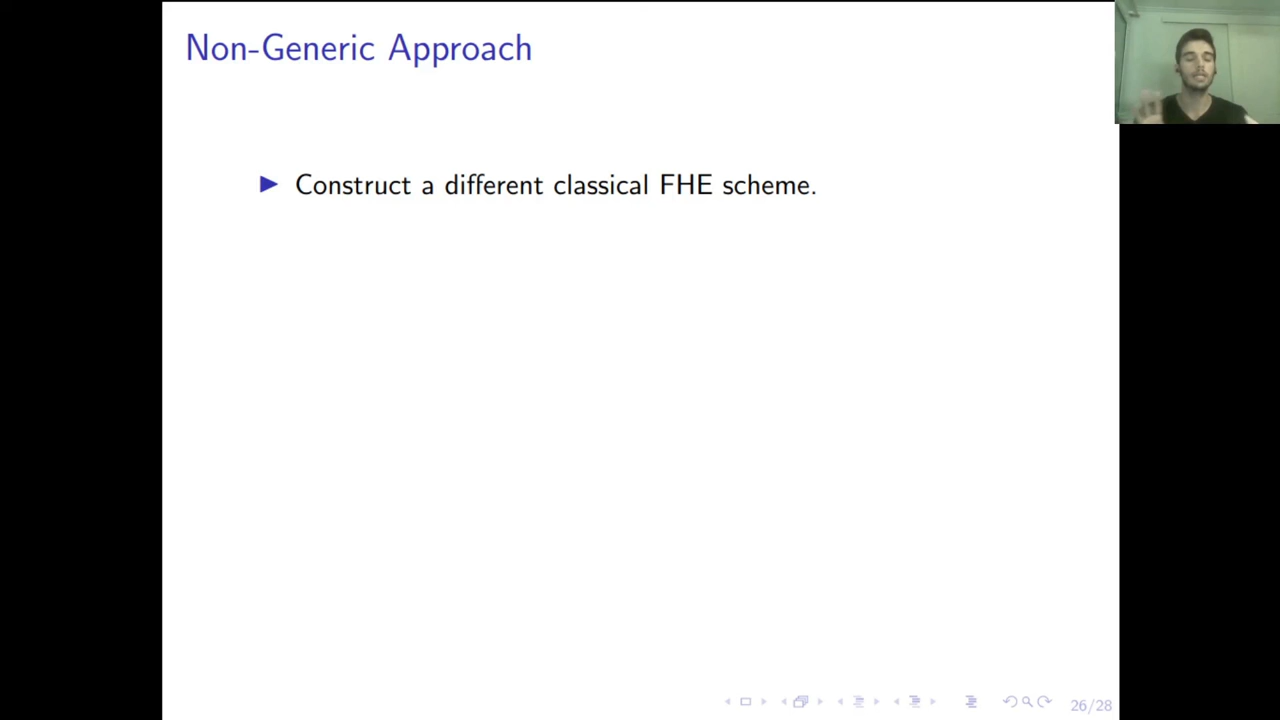 Non-Generic Approach
Construct a different classical FHE scheme.
26/28